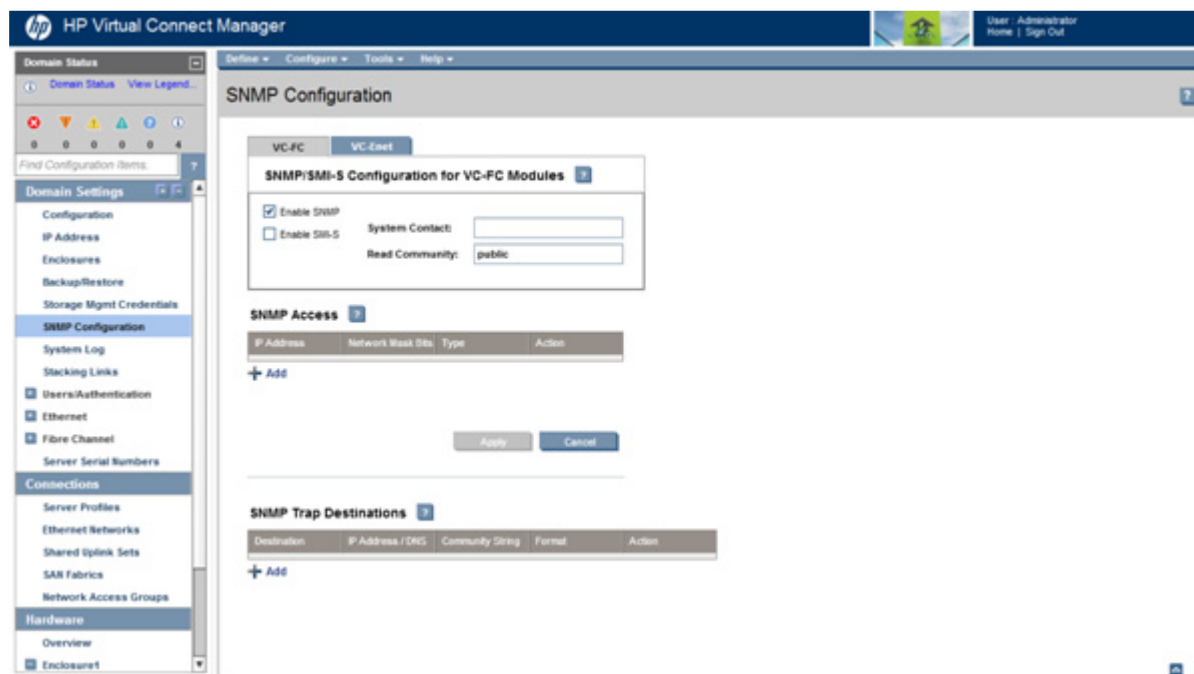 hp HP Virtual Connect Manager
User : Administrator
Home | Sign Out
Domain Status
Domain Status View Legend...
0 0 0 0 0 4
Find Configuration Items.
?
Domain Settings
Configuration
IP Address
Enclosures
Backup/Restore
Storage Mgmt Credentials
SNMP Configuration
System Log
Stacking Links
Users/Authentication
Ethernet
Fibre Channel
Server Serial Numbers
Connections
Server Profiles
Ethernet Networks
Shared Uplink Sets
SAN Fabrics
Network Access Groups
Hardware
Overview
Enclosure1
Define Configure Tools Help
SNMP Configuration ?
VC-FC VC-Enet
SNMP/SMI-S Configuration for VC-FC Modules ?
Enable SNMP
Enable SMI-S
System Contact:
Read Community: public
SNMP Access ?
IP Address Network Mask Bits Type Action
+ Add
Apply Cancel
SNMP Trap Destinations ?
Destination IP Address / DNS Community String Format Action
+ Add